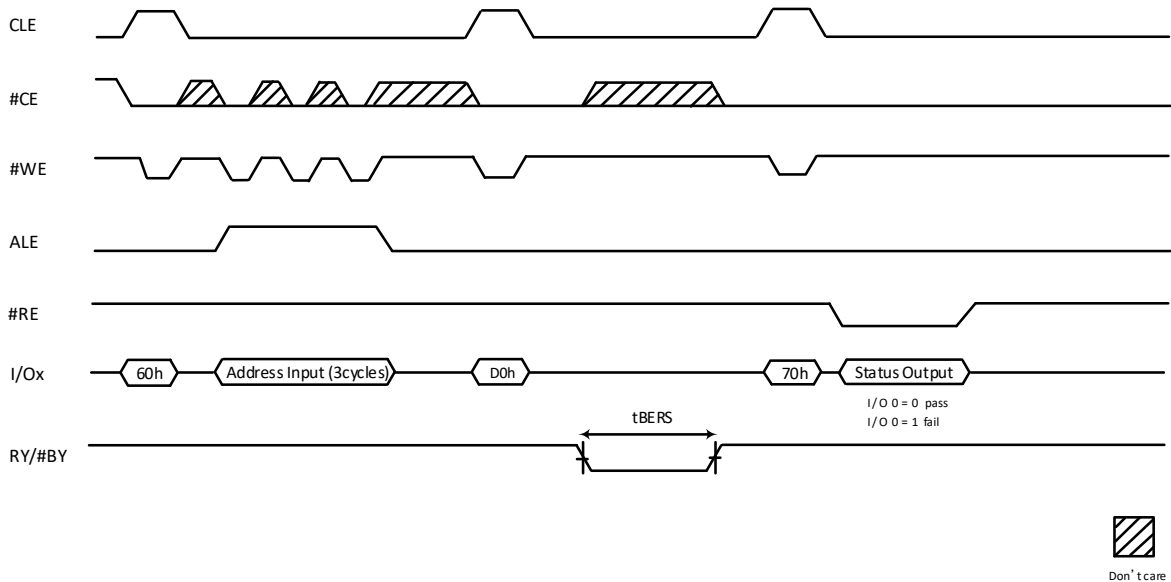 CLE
#CE
#WE
ALE
#RE
I/Ox 60h Address Input (3cycles) D0h 70h Status Output
I/O 0 = 0 pass
I/O 0 = 1 fail
tBERS
RY/#BY
Don't care